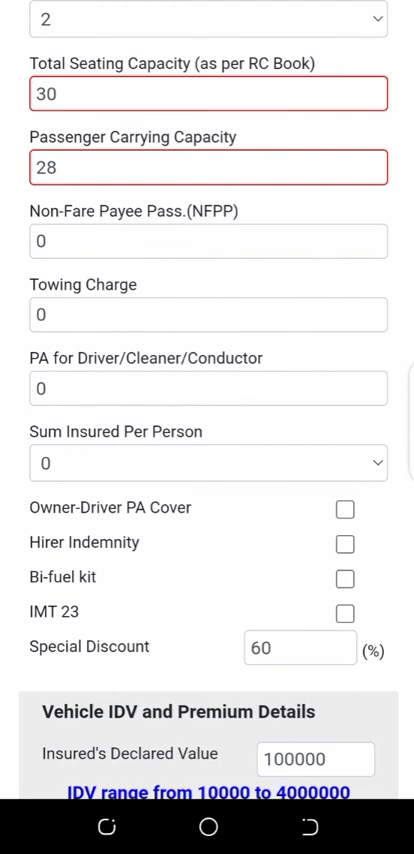 2
Total Seating Capacity (as per RC Book)
30
Passenger Carrying Capacity
28
Non-Fare Payee Pass.(NFPP)
0
Towing Charge
0
PA for Driver/Cleaner/Conductor
0
Sum Insured Per Person
0
Owner-Driver PA Cover
Hirer Indemnity
Bi-fuel kit
IMT 23
Special Discount 60 (%)
Vehicle IDV and Premium Details
Insured's Declared Value 100000
IDV range from 10000 to 4000000